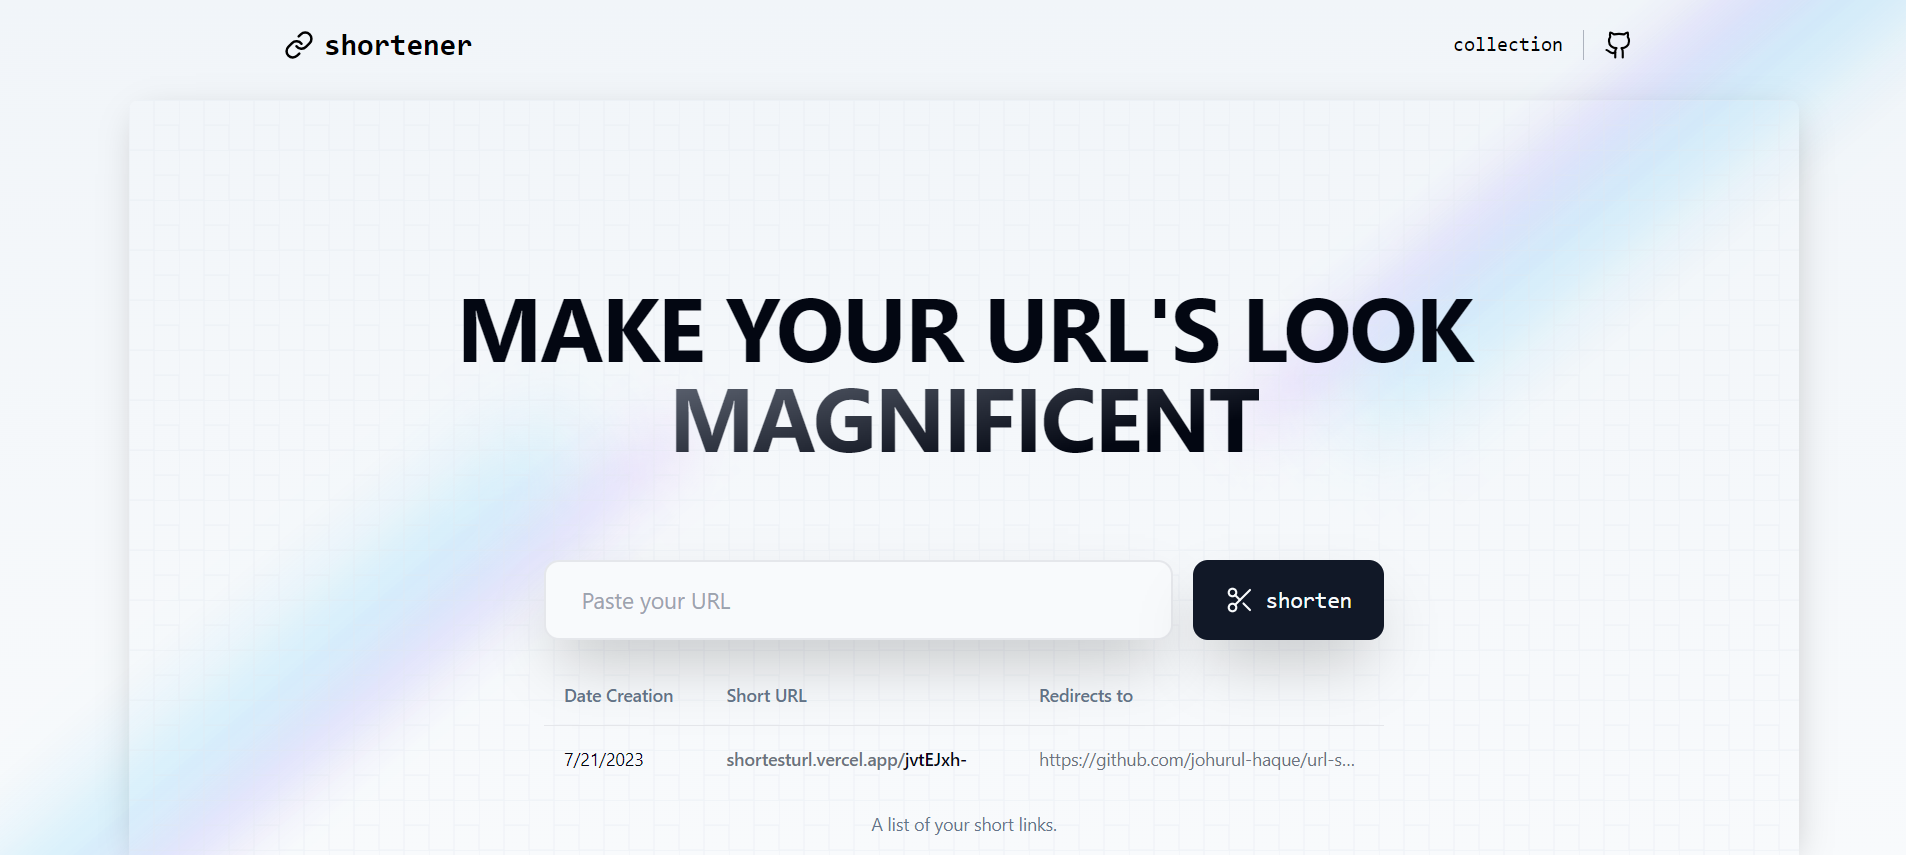 shortener
collection
MAKE YOUR URL'S LOOK
MAGNIFICENT
Paste your URL
shorten
Date Creation Short URL Redirects to
7/21/2023 shortesturl.vercel.app/jvtEJxh- https://github.com/johurul-haque/url-s...
A list of your short links.